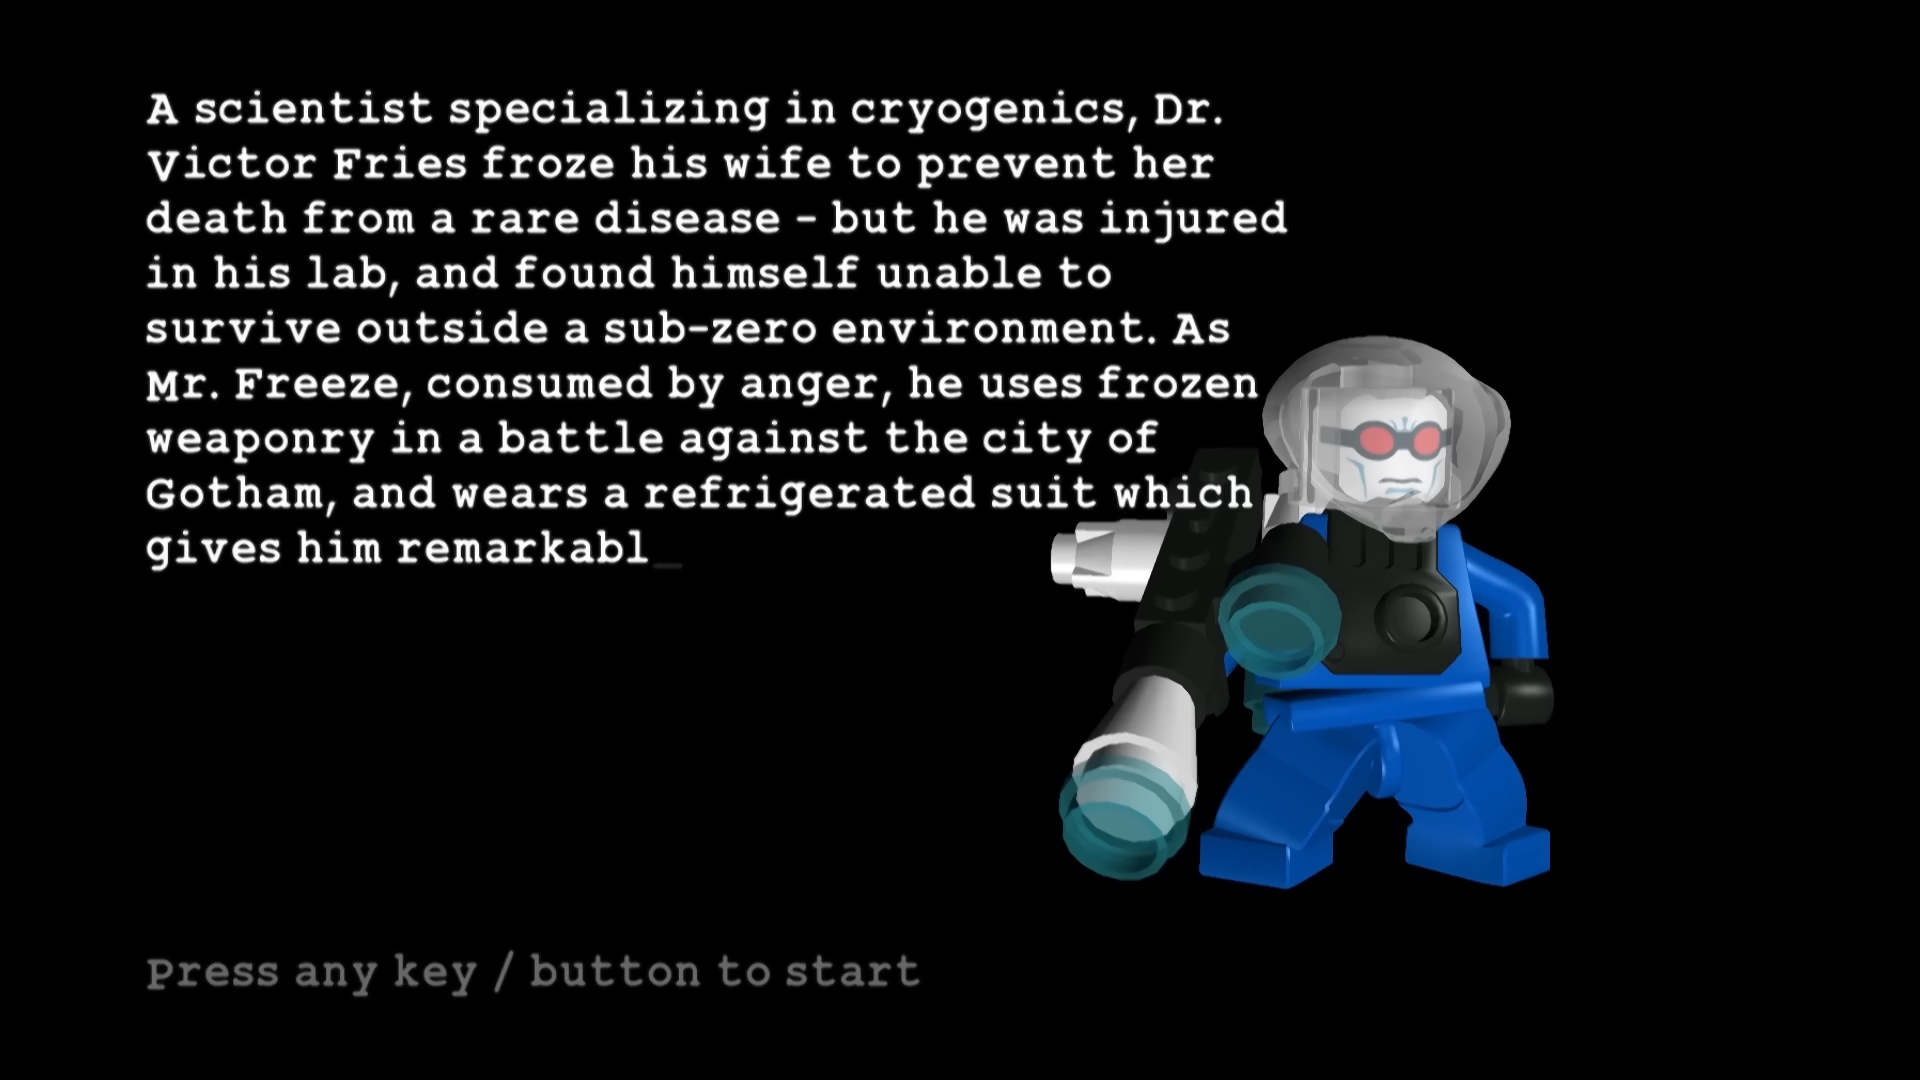 A scientist specializing in cryogenics, Dr.
Victor Fries froze his wife to prevent her
death from a rare disease - but he was injured
in his lab, and found himself unable to
survive outside a sub-zero environment. As
Mr. Freeze, consumed by anger, he uses frozen
weaponry in a battle against the city of
Gotham, and wears a refrigerated suit which
gives him remarkabl_
Press any key / button to start